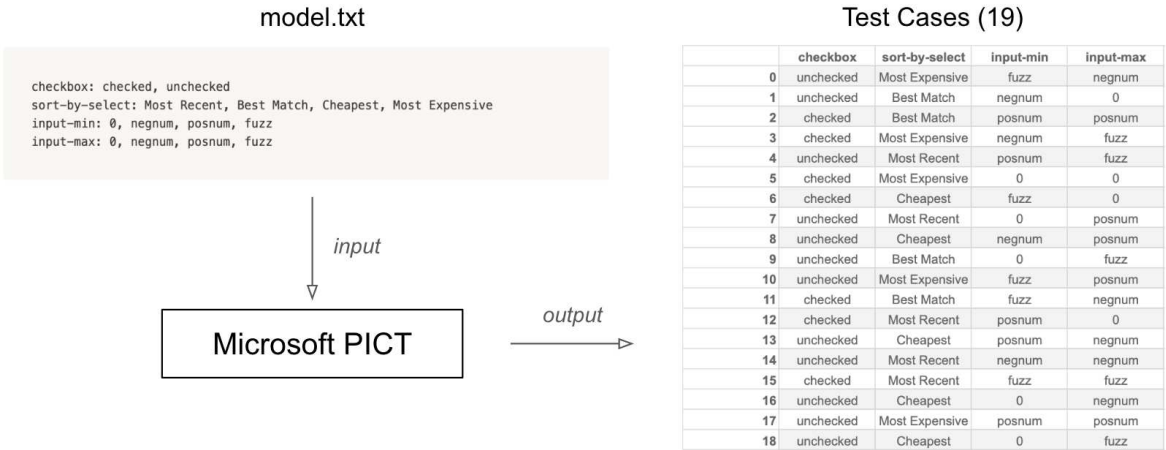 model.txt
checkbox: checked, unchecked
sort-by-select: Most Recent, Best Match, Cheapest, Most Expensive
input-min: 0, negnum, posnum, fuzz
input-max: 0, negnum, posnum, fuzz
input
Microsoft PICT
output
Test Cases (19)
checkbox sort-by-select input-min input-max
0 unchecked Most Expensive fuzz negnum
1 unchecked Best Match negnum 0
2 checked Best Match posnum posnum
3 checked Most Expensive negnum fuzz
4 unchecked Most Recent posnum fuzz
5 checked Most Expensive 0 0
6 checked Cheapest fuzz 0
7 unchecked Most Recent 0 posnum
8 unchecked Cheapest negnum posnum
9 unchecked Best Match 0 fuzz
10 unchecked Most Expensive fuzz posnum
11 checked Best Match fuzz negnum
12 checked Most Recent posnum 0
13 unchecked Cheapest posnum negnum
14 unchecked Most Recent negnum negnum
15 checked Most Recent fuzz fuzz
16 unchecked Cheapest 0 negnum
17 unchecked Most Expensive posnum posnum
18 unchecked Cheapest 0 fuzz